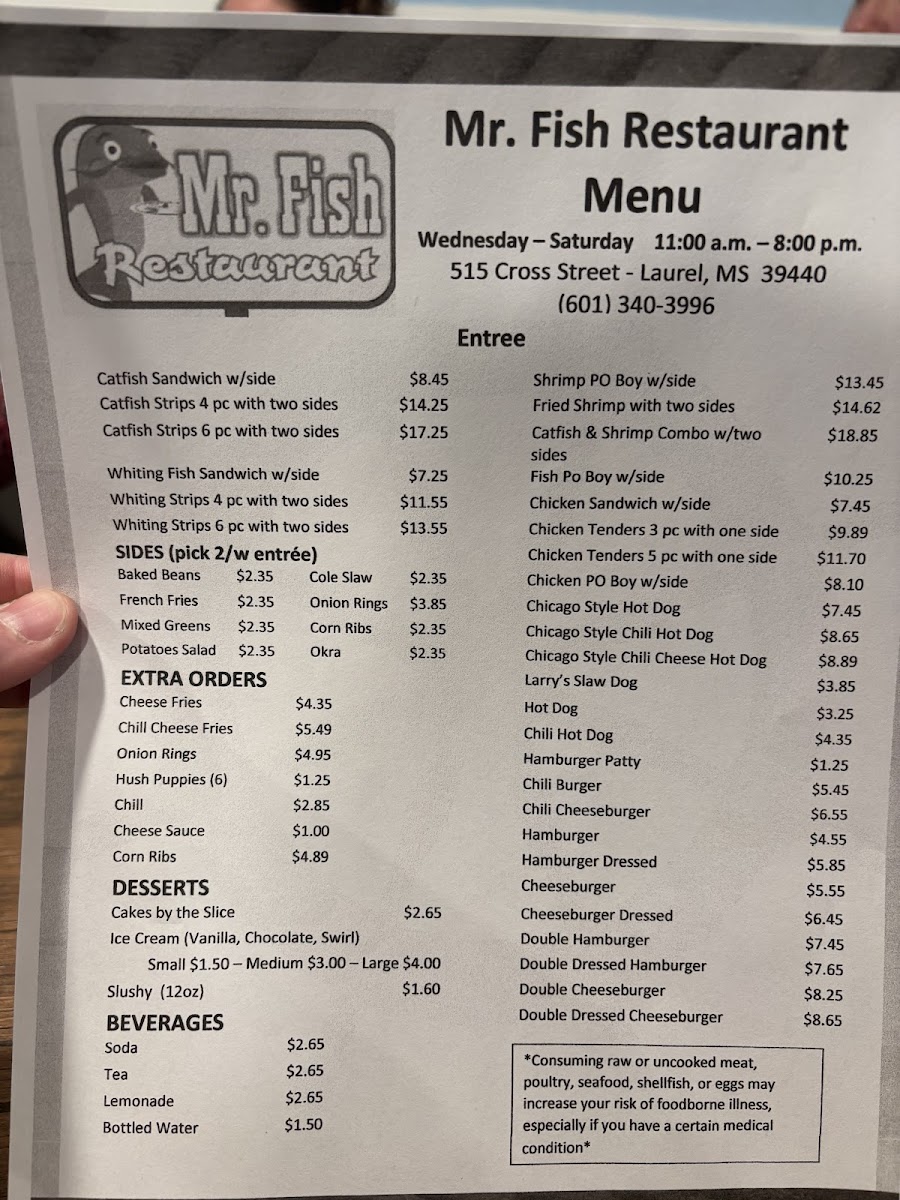 Mr. Fish
Restaurant
Mr. Fish Restaurant
Menu
Wednesday – Saturday 11:00 a.m. – 8:00 p.m.
515 Cross Street - Laurel, MS 39440
(601) 340-3996
Entree
Catfish Sandwich w/side $8.45
Catfish Strips 4 pc with two sides $14.25
Catfish Strips 6 pc with two sides $17.25
Whiting Fish Sandwich w/side $7.25
Whiting Strips 4 pc with two sides $11.55
Whiting Strips 6 pc with two sides $13.55
SIDES (pick 2/w entrée)
Baked Beans $2.35 Cole Slaw $2.35
French Fries $2.35 Onion Rings $3.85
Mixed Greens $2.35 Corn Ribs $2.35
Potatoes Salad $2.35 Okra $2.35
EXTRA ORDERS
Cheese Fries $4.35
Chill Cheese Fries $5.49
Onion Rings $4.95
Hush Puppies (6) $1.25
Chill $2.85
Cheese Sauce $1.00
Corn Ribs $4.89
DESSERTS
Cakes by the Slice $2.65
Ice Cream (Vanilla, Chocolate, Swirl)
Small $1.50 – Medium $3.00 – Large $4.00
Slushy (12oz) $1.60
BEVERAGES
Soda $2.65
Tea $2.65
Lemonade $2.65
Bottled Water $1.50
Shrimp PO Boy w/side $13.45
Fried Shrimp with two sides $14.62
Catfish & Shrimp Combo w/two $18.85
sides
Fish Po Boy w/side $10.25
Chicken Sandwich w/side $7.45
Chicken Tenders 3 pc with one side $9.89
Chicken Tenders 5 pc with one side $11.70
Chicken PO Boy w/side $8.10
Chicago Style Hot Dog $7.45
Chicago Style Chili Hot Dog $8.65
Chicago Style Chili Cheese Hot Dog $8.89
Larry's Slaw Dog $3.85
Hot Dog $3.25
Chili Hot Dog $4.35
Hamburger Patty $1.25
Chili Burger $5.45
Chili Cheeseburger $6.55
Hamburger $4.55
Hamburger Dressed $5.85
Cheeseburger $5.55
Cheeseburger Dressed $6.45
Double Hamburger $7.45
Double Dressed Hamburger $7.65
Double Cheeseburger $8.25
Double Dressed Cheeseburger $8.65
*Consuming raw or uncooked meat,
poultry, seafood, shellfish, or eggs may
increase your risk of foodborne illness,
especially if you have a certain medical
condition*